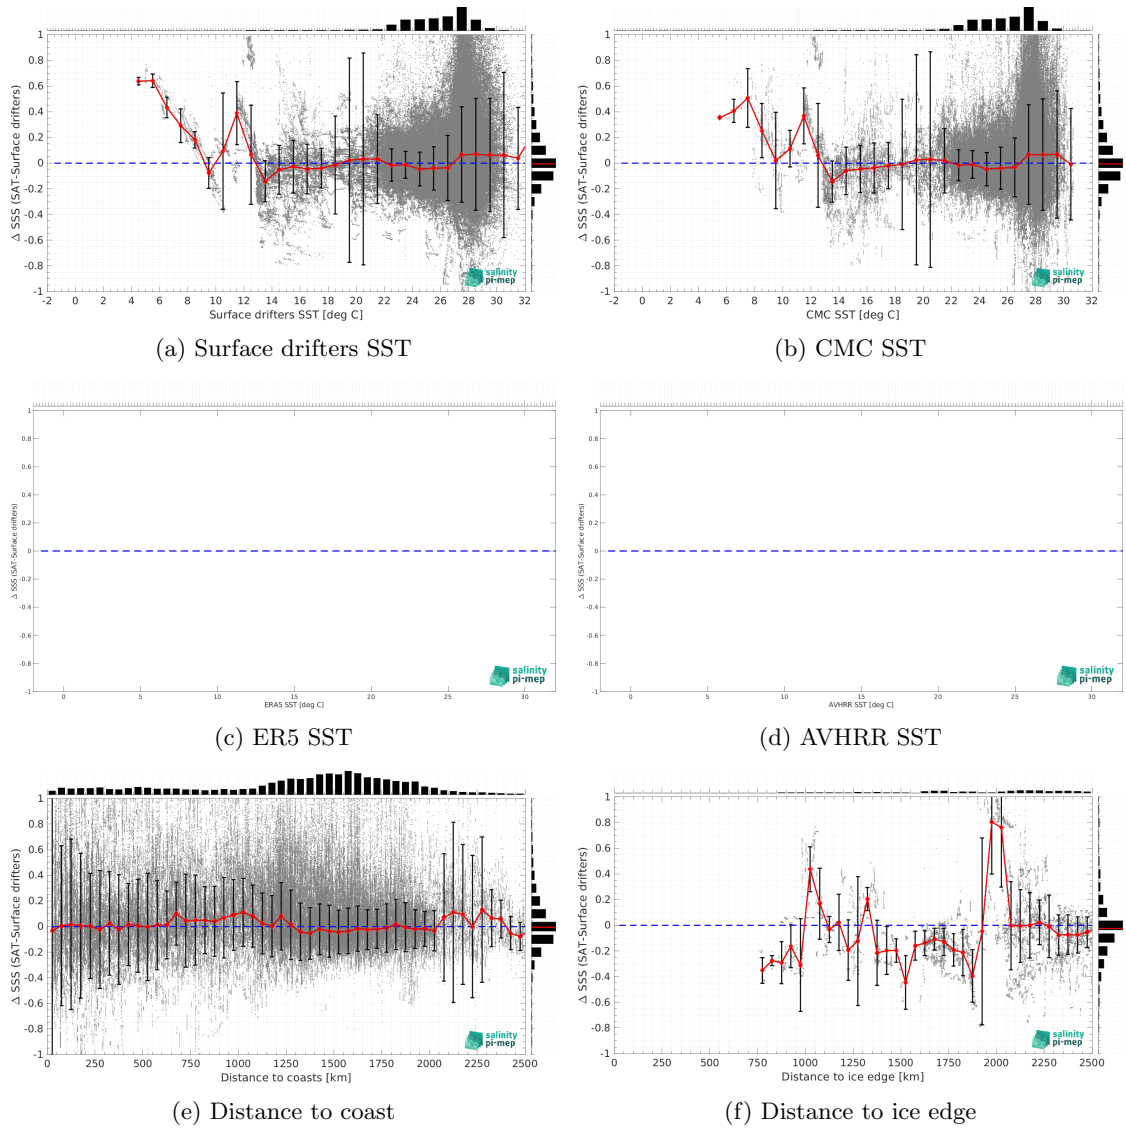 1
0.8
0.6
0.4
0.2
0
-0.2
-0.4
-0.6
-0.8
-1
Δ SSS (SAT-Surface drifters)
salinity
pi-mep
-2 0 2 4 6 8 10 12 14 16 18 20 22 24 26 28 30 32
Surface drifters SST [deg C]
(a) Surface drifters SST
1
0.8
0.6
0.4
0.2
0
-0.2
-0.4
-0.6
-0.8
-1
Δ SSS (SAT-Surface drifters)
salinity
pi-mep
-2 0 2 4 6 8 10 12 14 16 18 20 22 24 26 28 30 32
CMC SST [deg C]
(b) CMC SST
1
0.8
0.6
0.4
0.2
0
-0.2
-0.4
-0.6
-0.8
-1
Δ SSS (SAT-Surface drifters)
salinity
pi-mep
0 5 10 15 20 25 30
ERA5 SST [deg C]
(c) ER5 SST
1
0.8
0.6
0.4
0.2
0
-0.2
-0.4
-0.6
-0.8
-1
Δ SSS (SAT-Surface drifters)
salinity
pi-mep
0 5 10 15 20 25 30
AVHRR SST [deg C]
(d) AVHRR SST
1
0.8
0.6
0.4
0.2
0
-0.2
-0.4
-0.6
-0.8
-1
Δ SSS (SAT-Surface drifters)
salinity
pi-mep
0 250 500 750 1000 1250 1500 1750 2000 2250 2500
Distance to coasts [km]
(e) Distance to coast
1
0.8
0.6
0.4
0.2
0
-0.2
-0.4
-0.6
-0.8
-1
Δ SSS (SAT-Surface drifters)
salinity
pi-mep
0 250 500 750 1000 1250 1500 1750 2000 2250 2500
Distance to ice edge [km]
(f) Distance to ice edge